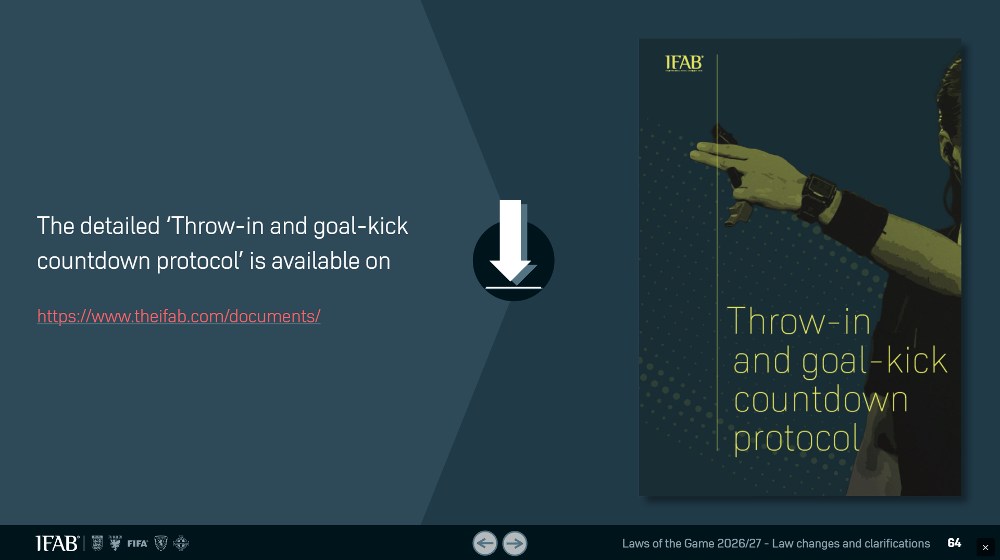 The detailed ‘Throw-in and goal-kick
countdown protocol’ is available on
https://www.theifab.com/documents/
IFAB®
Throw-in
and goal-kick
countdown
protocol
IFAB®
FA WALES
FIFA®
Laws of the Game 2026/27 - Law changes and clarifications
64